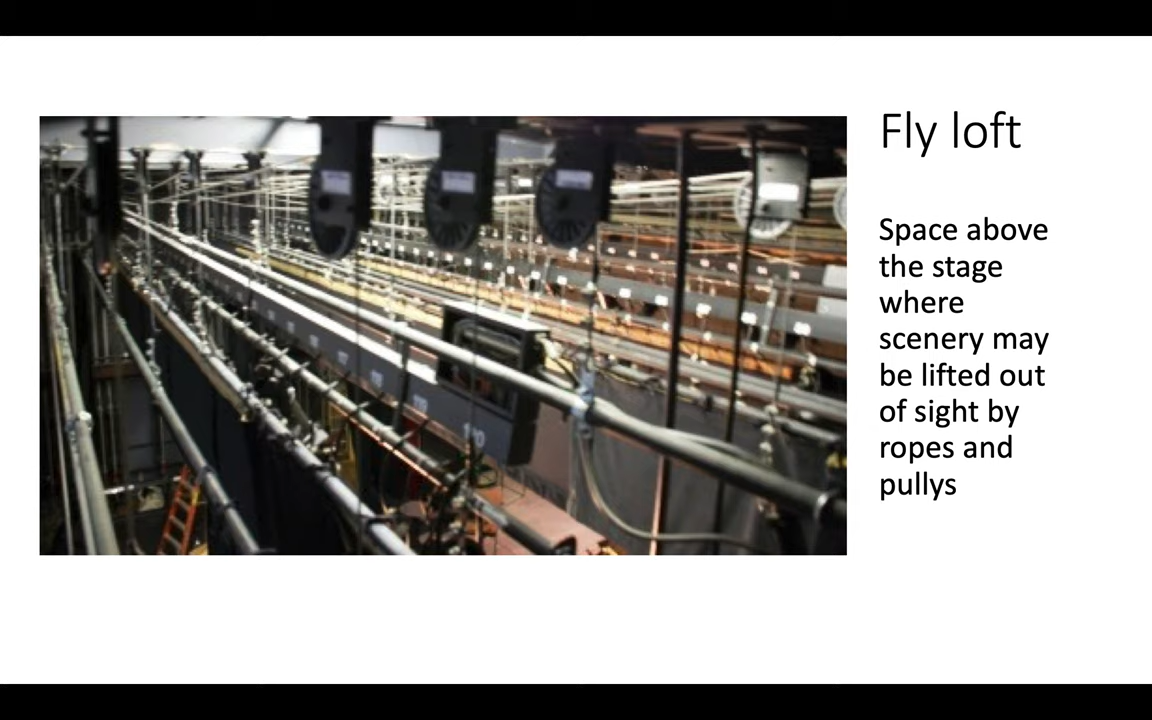 Fly loft
Space above
the stage
where
scenery may
be lifted out
of sight by
ropes and
pullys